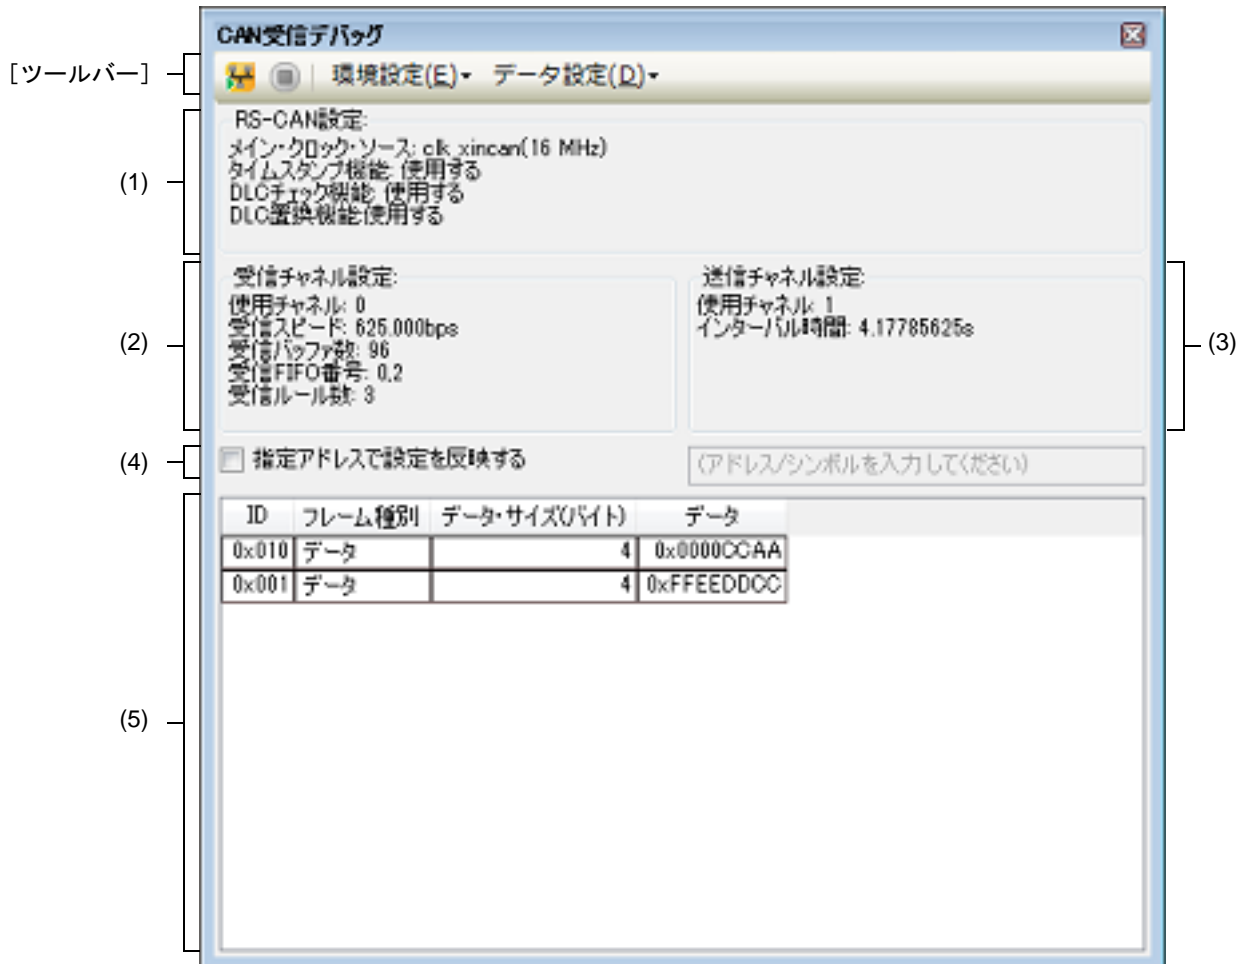 CAN受信デバッグ
[ツールバー]
環境設定(E) データ設定(D)
(1)
RS-CAN設定:
メイン・クロック・ソース: clk_xincan(16 MHz)
タイムスタンプ機能: 使用する
DLCチェック機能: 使用する
DLC置換機能:使用する
(2)
受信チャネル設定:
使用チャネル: 0
受信スピード: 625.000bps
受信バッファ数: 96
受信FIFO番号: 0,2
受信ルール数: 3
送信チャネル設定:
使用チャネル: 1
インターバル時間: 4.17785625s
(3)
(4)
指定アドレスで設定を反映する
(アドレス/シンボルを入力してください)
(5)
ID フレーム種別 データ・サイズ(バイト) データ
0x010 データ 4 0x0000CCAA
0x001 データ 4 0xFFEEDDCC